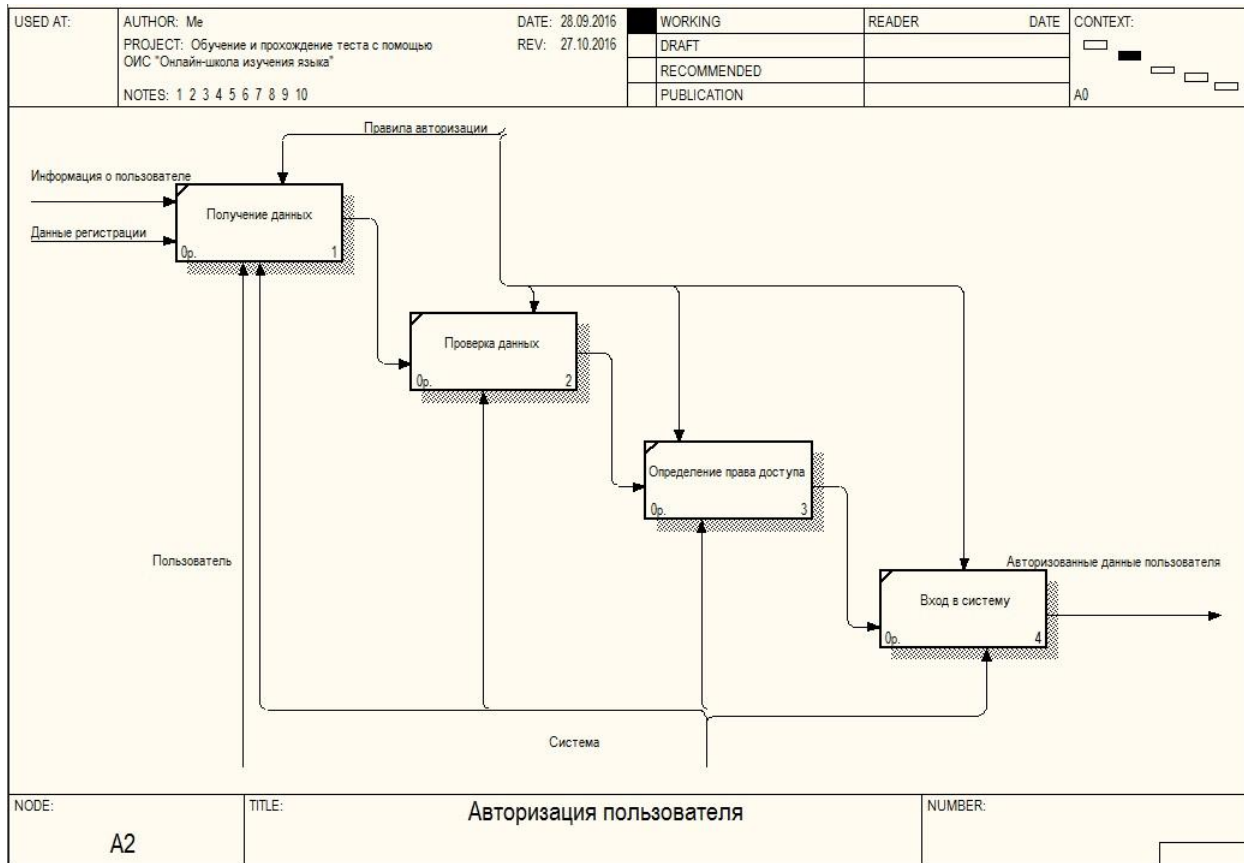 USED AT:
AUTHOR: Me
DATE: 28.09.2016
PROJECT: Обучение и прохождение теста с помощью
ОИС "Онлайн-школа изучения языка"
REV: 27.10.2016
NOTES: 1 2 3 4 5 6 7 8 9 10
WORKING
DRAFT
RECOMMENDED
PUBLICATION
READER
DATE
CONTEXT:
A0
Правила авторизации
Информация о пользователе
Данные регистрации
Получение данных
0р.
1
Проверка данных
0р.
2
Определение права доступа
0р.
3
Пользователь
Авторизованные данные пользователя
Вход в систему
0р.
4
Система
NODE:
A2
TITLE:
Авторизация пользователя
NUMBER: